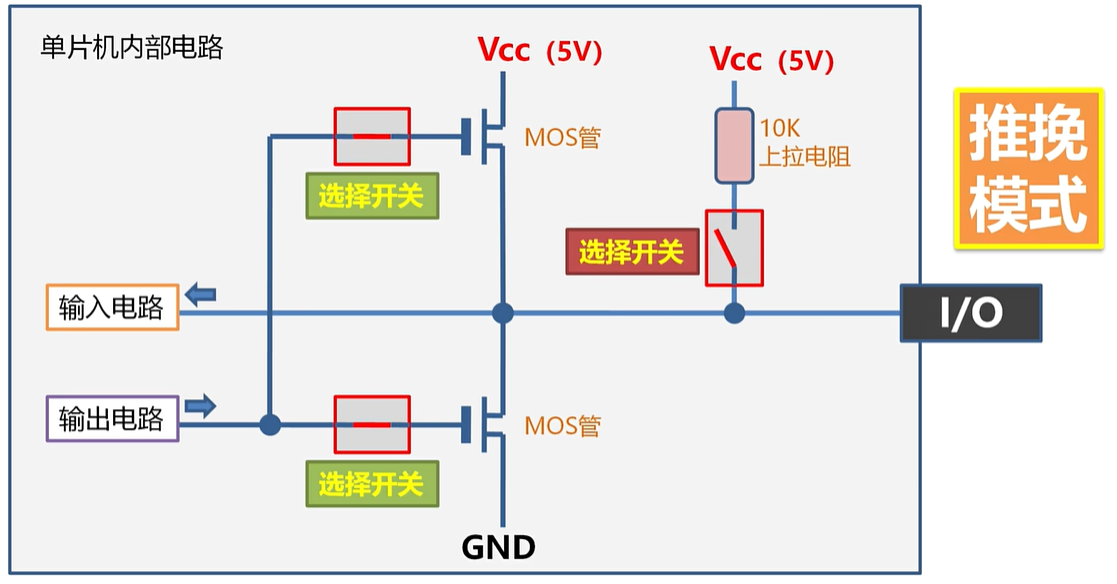 单片机内部电路
Vcc（5V）
Vcc（5V）
推挽
模式
MOS管
10K
上拉电阻
选择开关
选择开关
输入电路
I/O
输出电路
MOS管
选择开关
GND